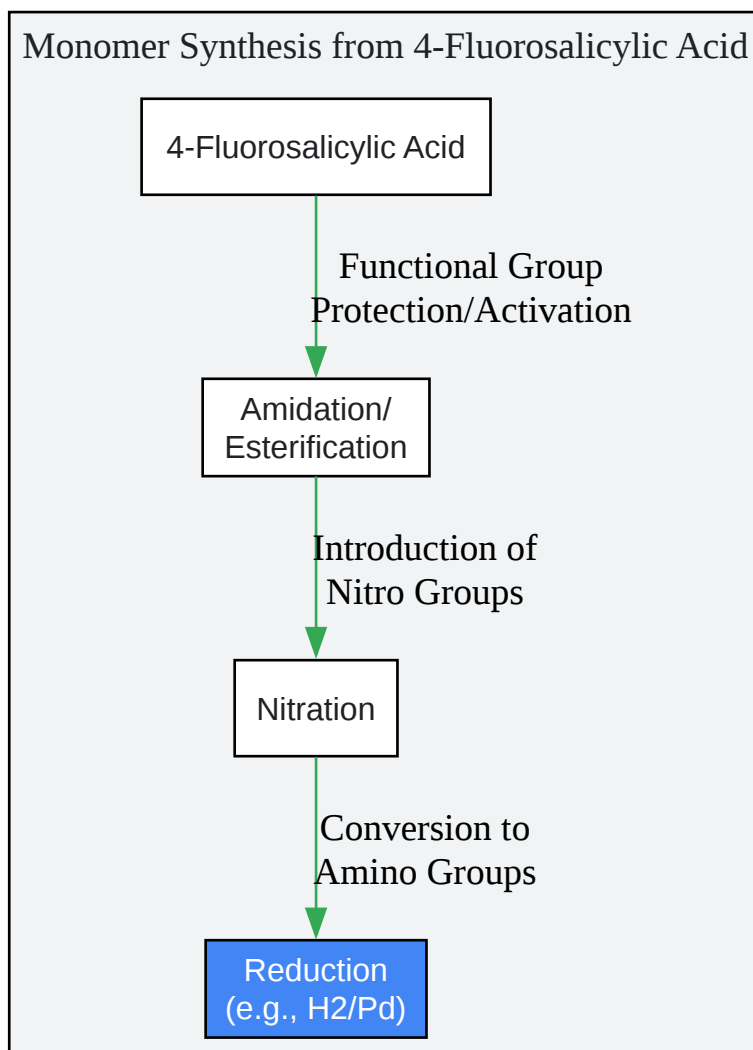 Monomer Synthesis from 4-Fluorosalicylic Acid
4-Fluorosalicylic Acid
Functional Group
Protection/Activation
Amidation/
Esterification
Introduction of
Nitro Groups
Nitration
Conversion to
Amino Groups
Reduction
(e.g., H2/Pd)